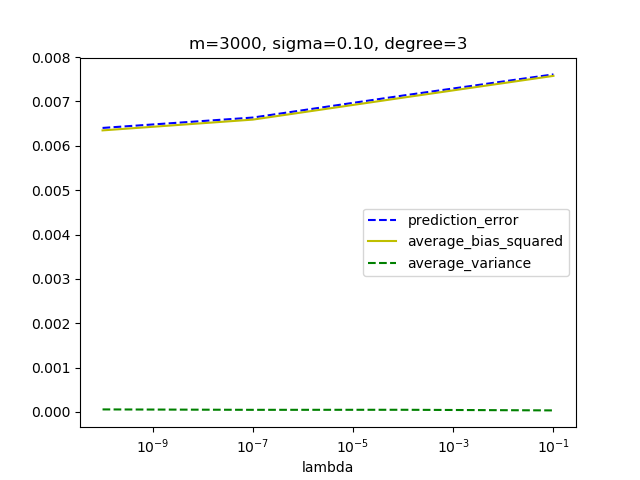 m=3000, sigma=0.10, degree=3
0.008
0.007
0.006
0.005
0.004
0.003
0.002
0.001
0.000
prediction_error
average_bias_squared
average_variance
10⁻⁹ 10⁻⁷ 10⁻⁵ 10⁻³ 10⁻¹
lambda